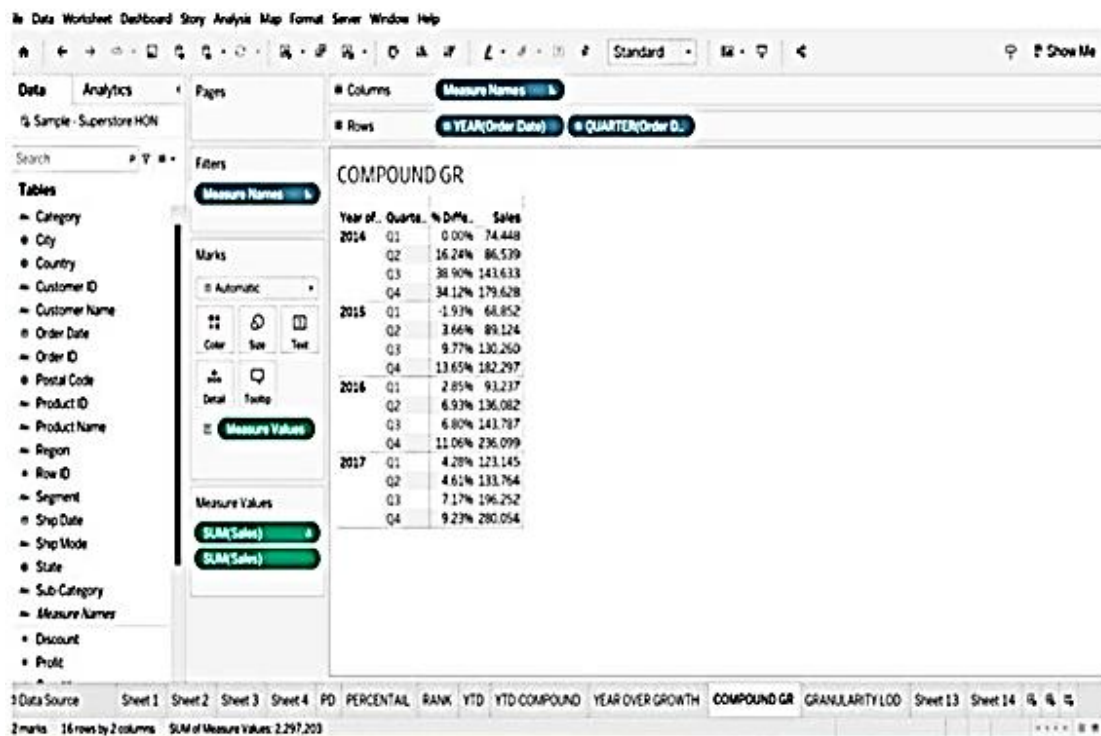 Data Worksheet Dashboard Story Analysis Map Format Server Window Help
Standard
Show Me
Data Analytics
Pages
Columns Measure Names
Sample - Superstore HON
Rows YEAR(Order Date) QUARTER(Order D..
Search
Filters
Measure Names
COMPOUND GR
Tables
Category
City
Country
Customer ID
Customer Name
Order Date
Order ID
Postal Code
Product ID
Product Name
Region
Row ID
Segment
Ship Date
Ship Mode
State
Sub-Category
Measure Names
Discount
Profit
Marks
Automatic
Color Size Text
Detail Tooltip
Measure Values
Measure Values
SUM(Sales)
SUM(Sales)
Year of.. Quarte.. % Diffe.. Sales
2014 Q1 0.00% 74,448
Q2 16.24% 86,539
Q3 38.90% 143,633
Q4 34.12% 179,628
2015 Q1 -1.93% 68,852
Q2 3.66% 89,124
Q3 9.77% 130,260
Q4 13.65% 182,297
2016 Q1 2.85% 93,237
Q2 6.93% 136,082
Q3 6.80% 143,787
Q4 11.06% 236,099
2017 Q1 4.28% 123,145
Q2 4.61% 133,764
Q3 7.17% 196,252
Q4 9.23% 280,054
Data Source Sheet 1 Sheet 2 Sheet 3 Sheet 4 PD PERCENTAIL RANK YTD YTD COMPOUND YEAR OVER GROWTH COMPOUND GR GRANULARITY LOD Sheet 13 Sheet 14
2 marks 16 rows by 2 columns SUM of Measure Values: 2,297,203